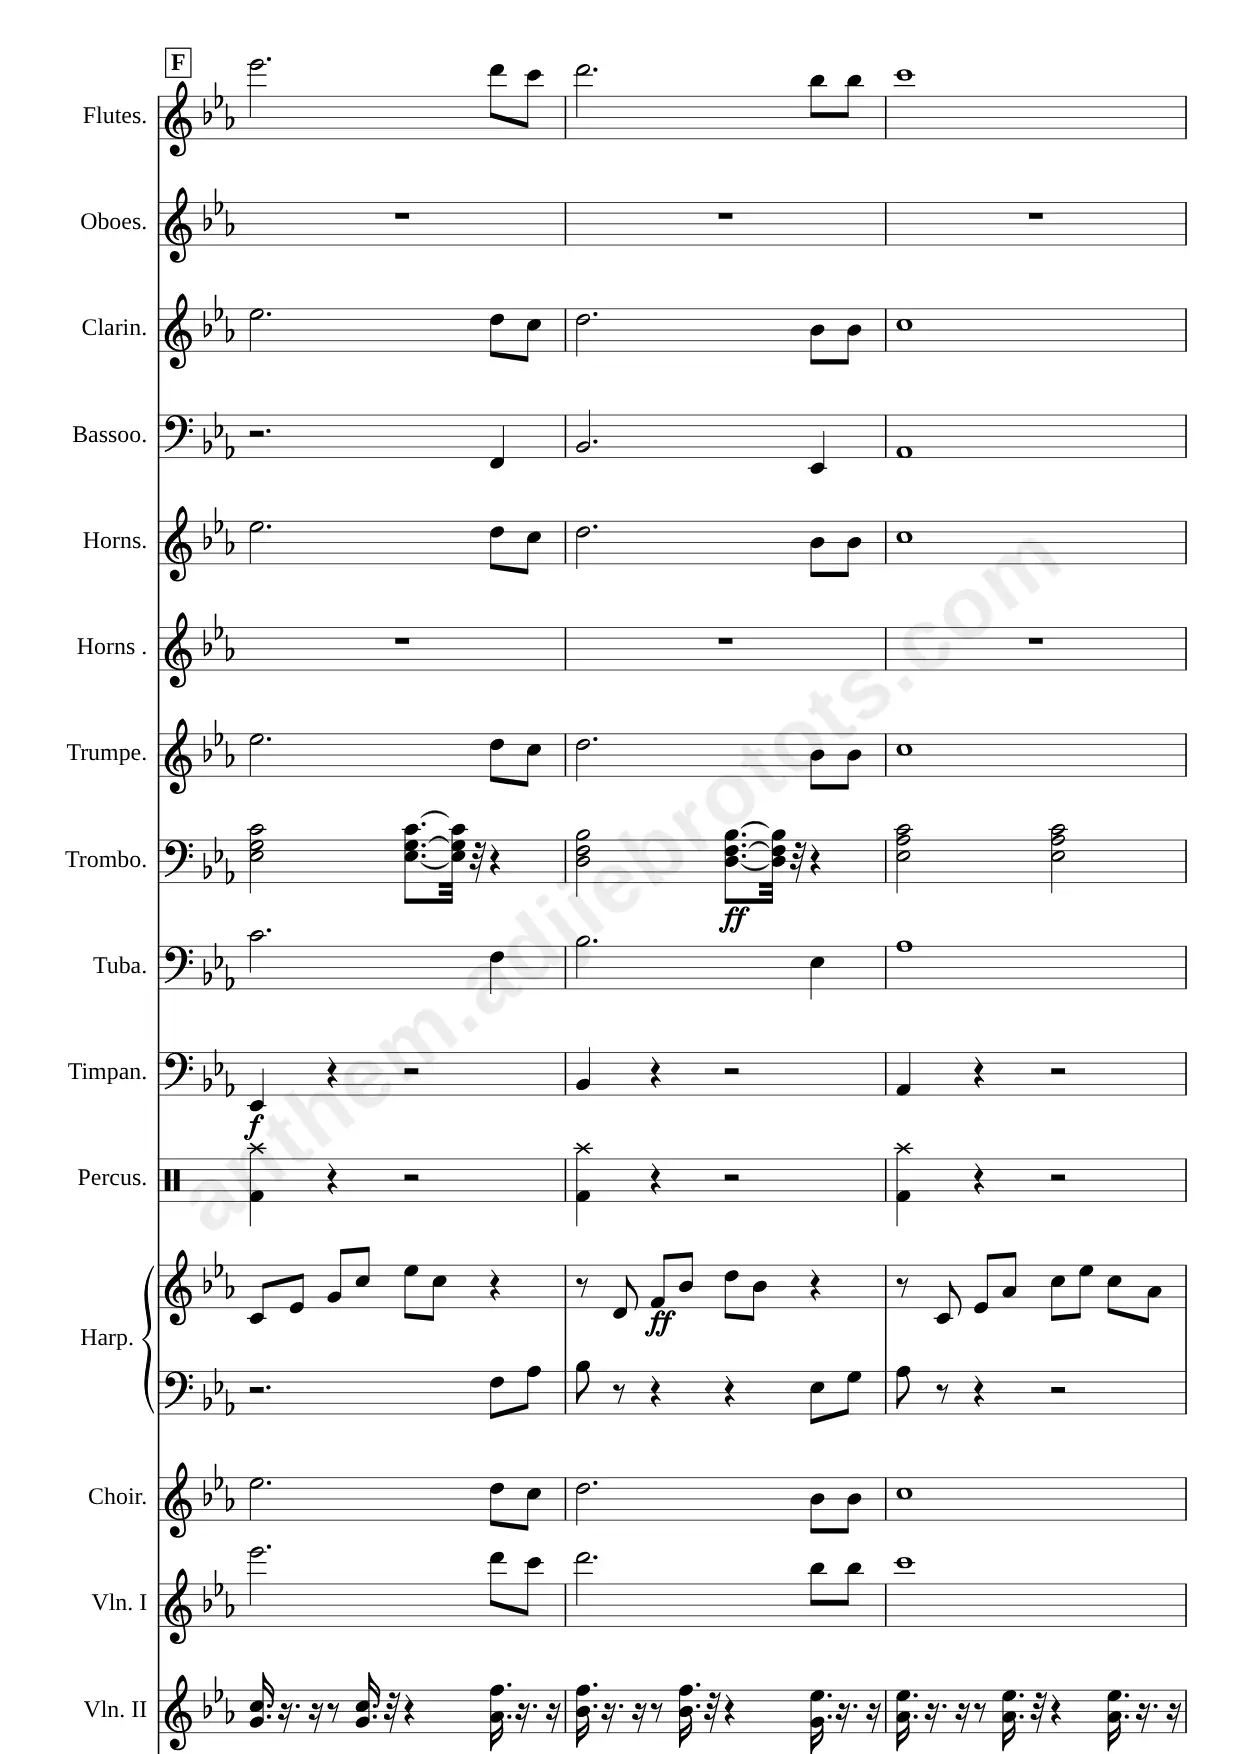 F
Flutes.
Oboes.
Clarin.
Bassoo.
Horns.
Horns .
Trumpe.
Trombo.
ff
Tuba.
Timpan.
f
Percus.
ff
Harp.
Choir.
Vln. I
Vln. II
anthem.adjiebrotots.com